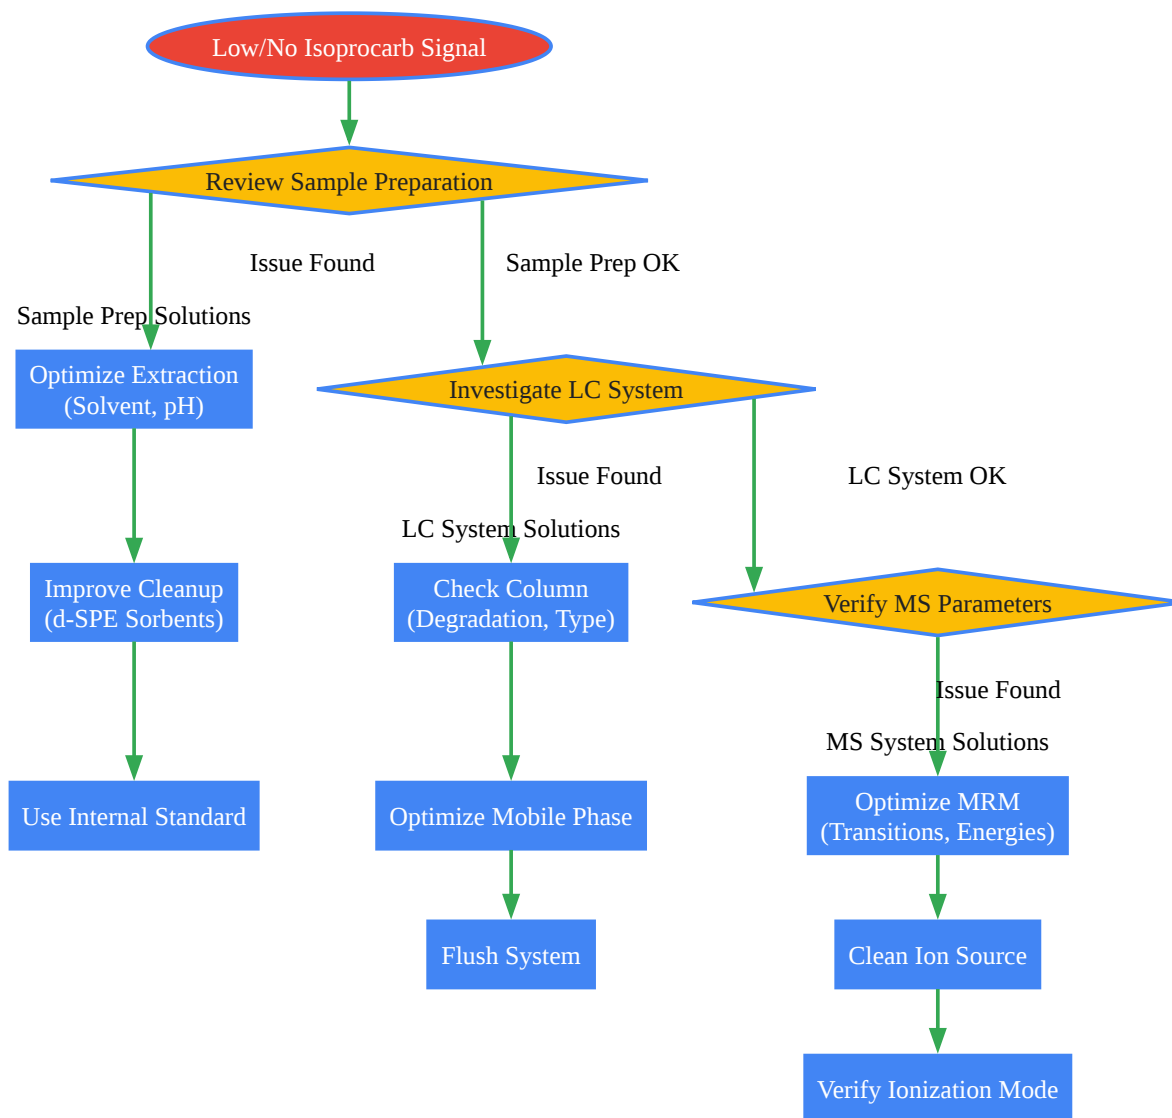 Low/No Isoprocarb Signal
Review Sample Preparation
Issue Found
Sample Prep OK
Sample Prep Solutions
Optimize Extraction
(Solvent, pH)
Investigate LC System
Issue Found
LC System OK
LC System Solutions
Improve Cleanup
(d-SPE Sorbents)
Check Column
(Degradation, Type)
Verify MS Parameters
Issue Found
MS System Solutions
Use Internal Standard
Optimize Mobile Phase
Optimize MRM
(Transitions, Energies)
Flush System
Clean Ion Source
Verify Ionization Mode